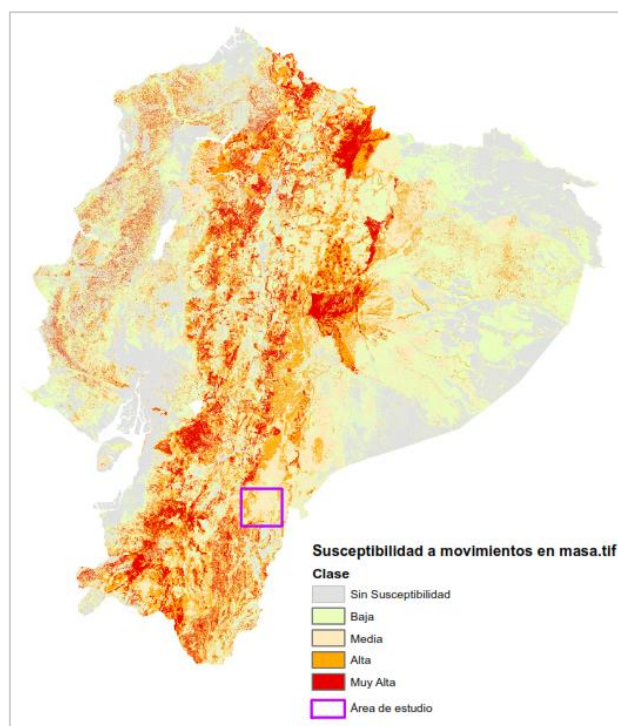 Susceptibilidad a movimientos en masa.tif
Clase
Sin Susceptibilidad
Baja
Media
Alta
Muy Alta
Área de estudio